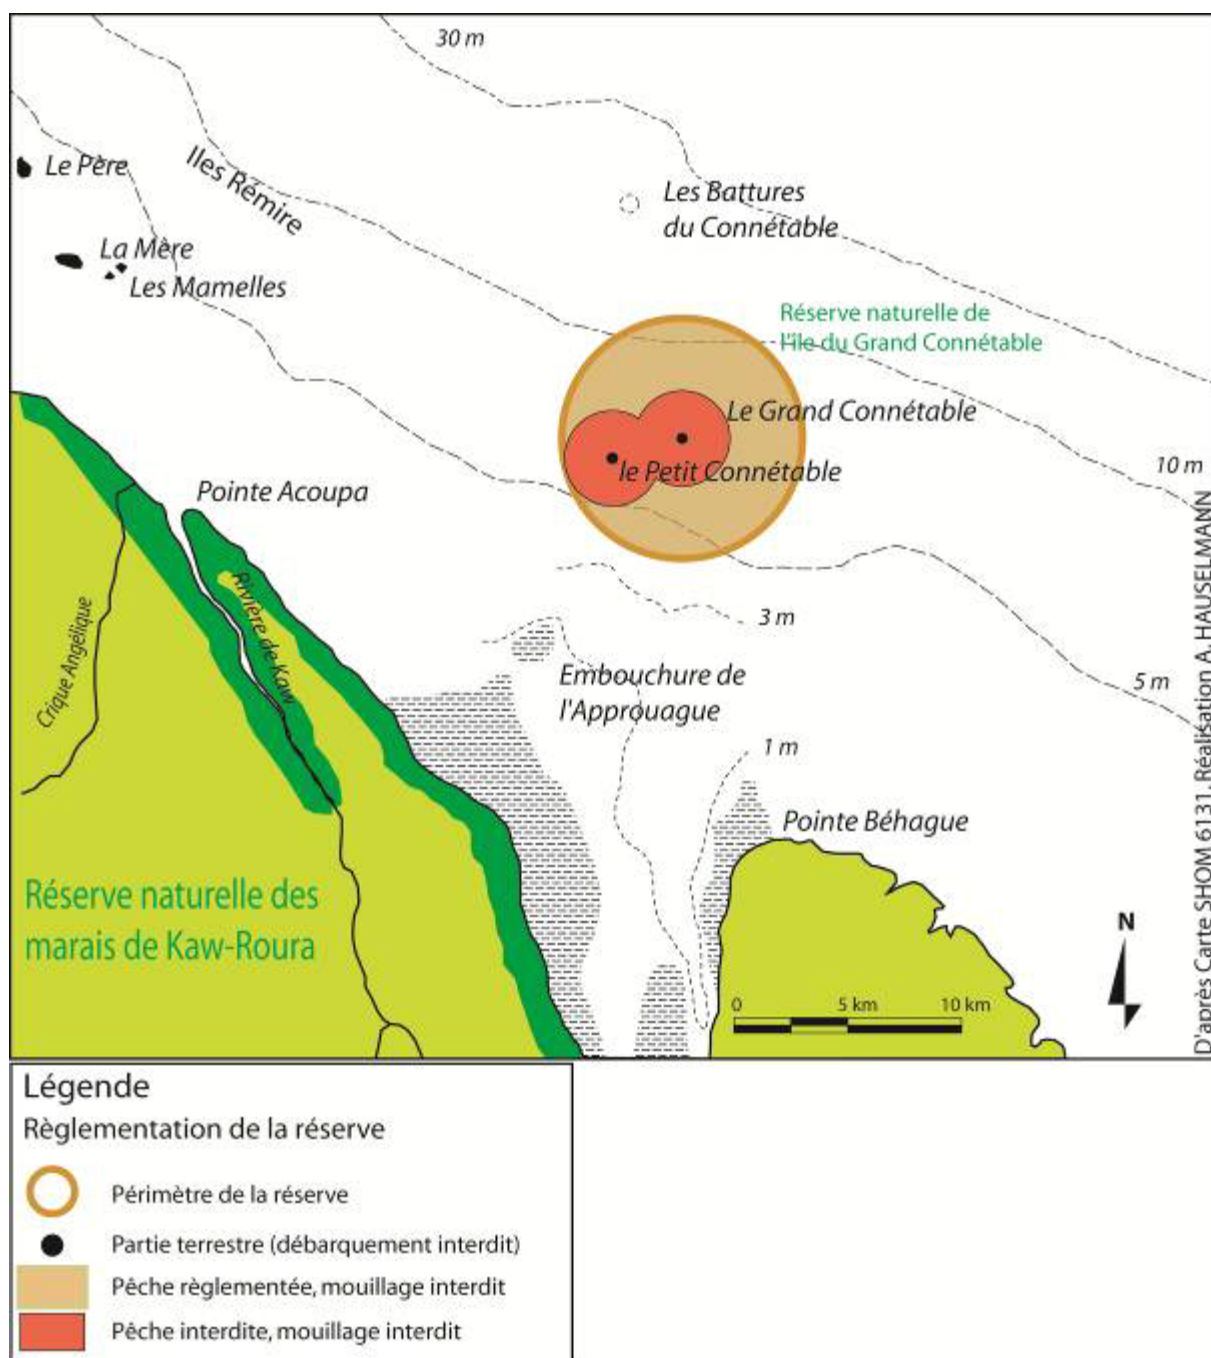 30 m
Le Père
Iles Rémire
Les Battures
du Connétable
La Mère
Les Mamelles
Réserve naturelle de
l'île du Grand Connétable
Le Grand Connétable
le Petit Connétable
10 m
Pointe Acoupa
Rivière de Kaw
Crique Angélique
3 m
Embouchure de
l'Approuague
5 m
1 m
Pointe Béhague
Réserve naturelle des
marais de Kaw-Roura
N
0 5 km 10 km
D'après Carte SHOM 6131. Réalisation A. HAUSELMANN
Légende
Règlementation de la réserve
Périmètre de la réserve
Partie terrestre (débarquement interdit)
Pêche règlementée, mouillage interdit
Pêche interdite, mouillage interdit